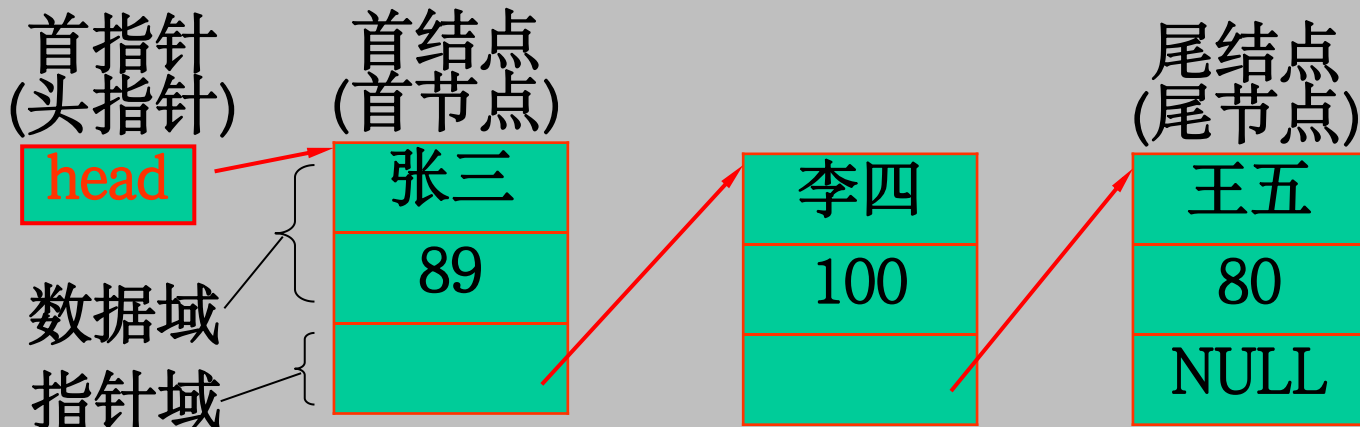 首指针
(头指针)
head
首结点
(首节点)
张三
89
数据域
指针域
李四
100
尾结点
(尾节点)
王五
80
NULL